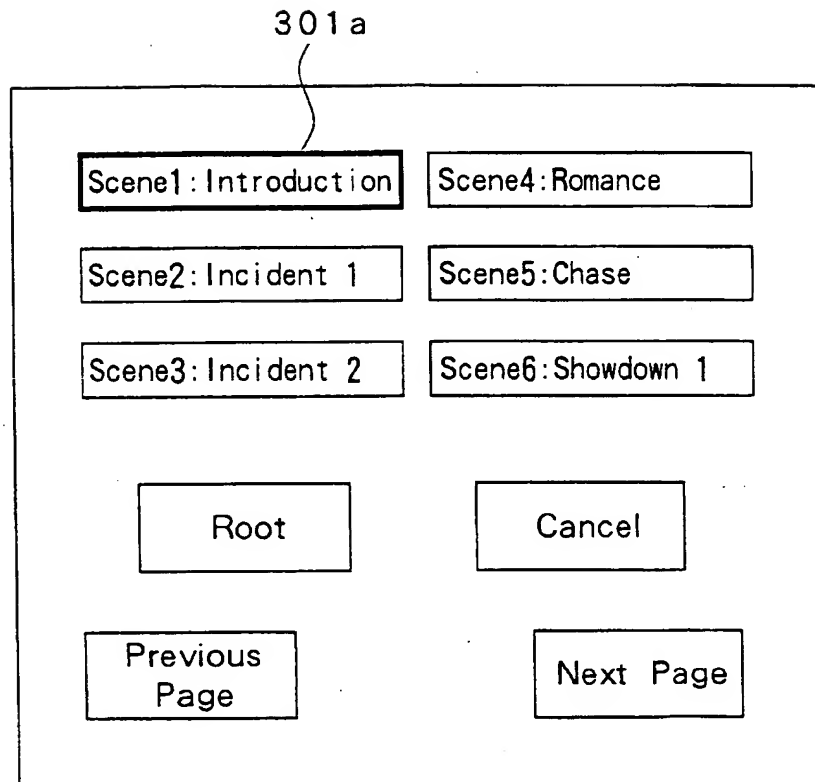 301a
Scene1:Introduction
Scene4:Romance
Scene2:Incident 1
Scene5:Chase
Scene3:Incident 2
Scene6:Showdown 1
Root
Cancel
Previous
Page
Next Page